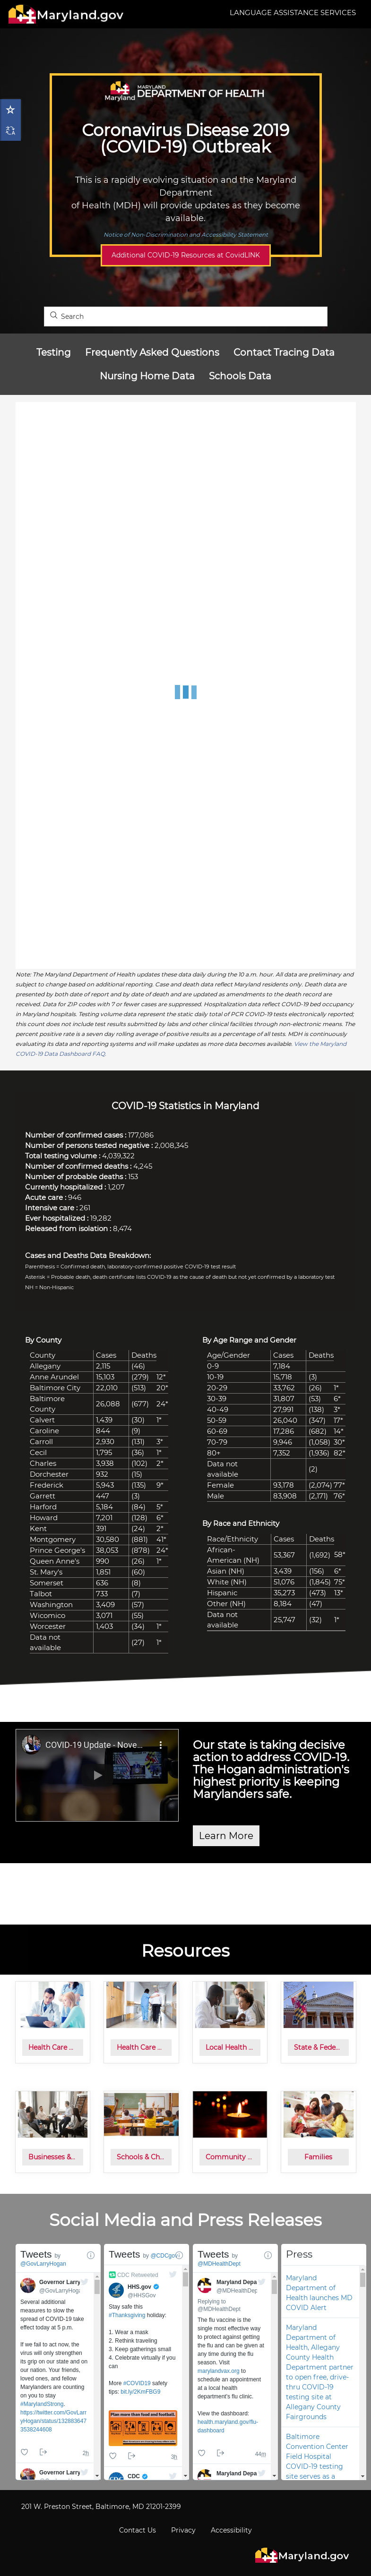 Maryland.gov
LANGUAGE ASSISTANCE SERVICES
Maryland
MARYLAND
DEPARTMENT OF HEALTH
Coronavirus Disease 2019
(COVID-19) Outbreak
This is a rapidly evolving situation and the Maryland
Department
of Health (MDH) will provide updates as they become
available.
Notice of Non-Discrimination and Accessibility Statement
Additional COVID-19 Resources at CovidLINK
Search
Testing Frequently Asked Questions Contact Tracing Data
Nursing Home Data Schools Data
Note: The Maryland Department of Health updates these data daily during the 10 a.m. hour. All data are preliminary and
subject to change based on additional reporting. Case and death data reflect Maryland residents only. Death data are
presented by both date of report and by date of death and are updated as amendments to the death record are
received. Data for ZIP codes with 7 or fewer cases are suppressed. Hospitalization data reflect COVID-19 bed occupancy
in Maryland hospitals. Testing volume data represent the static daily total of PCR COVID-19 tests electronically reported;
this count does not include test results submitted by labs and other clinical facilities through non-electronic means. The
percent positive rate is a seven day rolling average of positive results as a percentage of all tests. MDH is continuously
evaluating its data and reporting systems and will make updates as more data becomes available. View the Maryland
COVID-19 Data Dashboard FAQ.
COVID-19 Statistics in Maryland
Number of confirmed cases : 177,086
Number of persons tested negative : 2,008,345
Total testing volume : 4,039,322
Number of confirmed deaths : 4,245
Number of probable deaths : 153
Currently hospitalized : 1,207
Acute care : 946
Intensive care : 261
Ever hospitalized : 19,282
Released from isolation : 8,474
Cases and Deaths Data Breakdown:
Parenthesis = Confirmed death, laboratory-confirmed positive COVID-19 test result
Asterisk = Probable death, death certificate lists COVID-19 as the cause of death but not yet confirmed by a laboratory test
NH = Non-Hispanic
By County
County Cases Deaths
Allegany 2,115 (46)
Anne Arundel 15,103 (279) 12*
Baltimore City 22,010 (513) 20*
Baltimore
County 26,088 (677) 24*
Calvert 1,439 (30) 1*
Caroline 844 (9)
Carroll 2,930 (131) 3*
Cecil 1,795 (36) 1*
Charles 3,938 (102) 2*
Dorchester 932 (15)
Frederick 5,943 (135) 9*
Garrett 447 (3)
Harford 5,184 (84) 5*
Howard 7,201 (128) 6*
Kent 391 (24) 2*
Montgomery 30,580 (881) 41*
Prince George's 38,053 (878) 24*
Queen Anne's 990 (26) 1*
St. Mary's 1,851 (60)
Somerset 636 (8)
Talbot 733 (7)
Washington 3,409 (57)
Wicomico 3,071 (55)
Worcester 1,403 (34) 1*
Data not
available (27) 1*
By Age Range and Gender
Age/Gender Cases Deaths
0-9 7,184
10-19 15,718 (3)
20-29 33,762 (26) 1*
30-39 31,807 (53) 6*
40-49 27,991 (138) 3*
50-59 26,040 (347) 17*
60-69 17,286 (682) 14*
70-79 9,946 (1,058) 30*
80+ 7,352 (1,936) 82*
Data not
available (2)
Female 93,178 (2,074) 77*
Male 83,908 (2,171) 76*
By Race and Ethnicity
Race/Ethnicity Cases Deaths
African-
American (NH) 53,367 (1,692) 58*
Asian (NH) 3,439 (156) 6*
White (NH) 51,076 (1,845) 75*
Hispanic 35,273 (473) 13*
Other (NH) 8,184 (47)
Data not
available 25,747 (32) 1*
COVID-19 Update - Nove...
Our state is taking decisive
action to address COVID-19.
The Hogan administration's
highest priority is keeping
Marylanders safe.
Learn More
Resources
Health Care ...
Health Care ...
Local Health ...
State & Fede...
Businesses &...
Schools & Ch...
Community ...
Families
Social Media and Press Releases
Tweets by
@GovLarryHogan
Governor Larry
@GovLarryHog
Several additional
measures to slow the
spread of COVID-19 take
effect today at 5 p.m.
If we fail to act now, the
virus will only strengthen
its grip on our state and on
our nation. Your friends,
loved ones, and fellow
Marylanders are counting
on you to stay
#MarylandStrong.
https://twitter.com/GovLarr
yHogan/status/132883647
3538244608
2h
Governor Larry
Tweets by @CDCgov
CDC Retweeted
HHS.gov
@HHSGov
Stay safe this
#Thanksgiving holiday:
1. Wear a mask
2. Rethink traveling
3. Keep gatherings small
4. Celebrate virtually if you
can
More #COVID19 safety
tips: bit.ly/2KmFBG9
Plan more than food and football:
3h
CDC
Tweets by
@MDHealthDept
Maryland Depa
@MDHealthDep
Replying to
@MDHealthDept
The flu vaccine is the
single most effective way
to protect against getting
the flu and can be given at
any time during the flu
season. Visit
marylandvax.org to
schedule an appointment
at a local health
department's flu clinic.
View the dashboard:
health.maryland.gov/flu-
dashboard
44m
Maryland Depa
Press
Maryland
Department of
Health launches MD
COVID Alert
Maryland
Department of
Health, Allegany
County Health
Department partner
to open free, drive-
thru COVID-19
testing site at
Allegany County
Fairgrounds
Baltimore
Convention Center
Field Hospital
COVID-19 testing
site serves as a
201 W. Preston Street, Baltimore, MD 21201-2399
Contact Us Privacy Accessibility
Maryland.gov